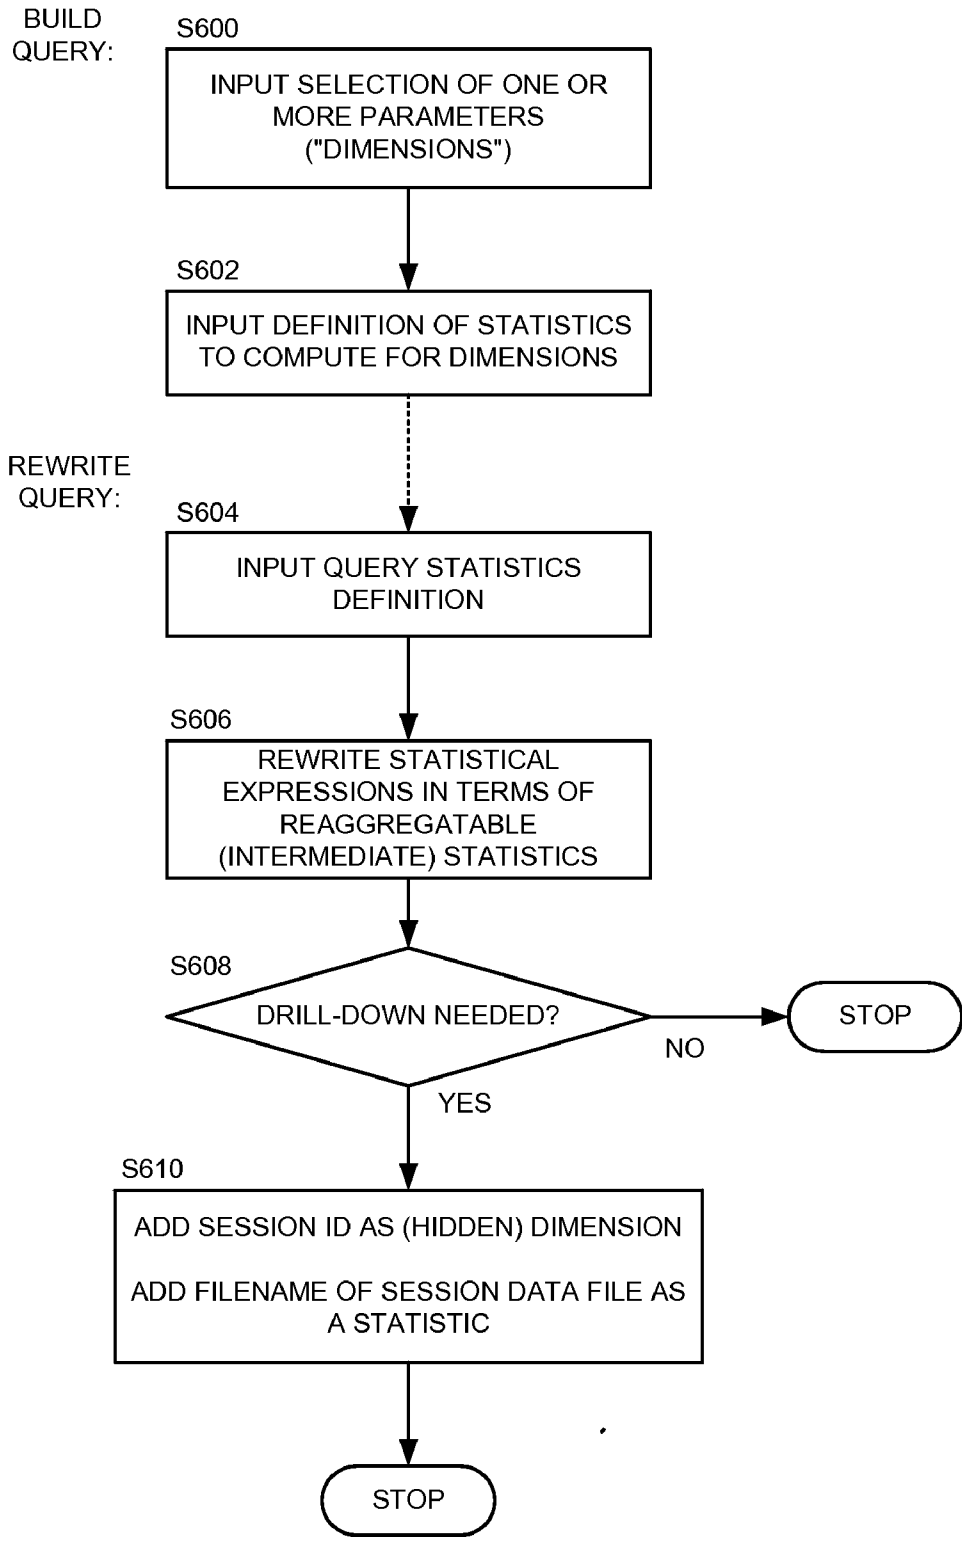 BUILD
QUERY:
S600
INPUT SELECTION OF ONE OR
MORE PARAMETERS
("DIMENSIONS")
S602
INPUT DEFINITION OF STATISTICS
TO COMPUTE FOR DIMENSIONS
REWRITE
QUERY:
S604
INPUT QUERY STATISTICS
DEFINITION
S606
REWRITE STATISTICAL
EXPRESSIONS IN TERMS OF
REAGGREGATABLE
(INTERMEDIATE) STATISTICS
S608
DRILL-DOWN NEEDED?
NO
STOP
YES
S610
ADD SESSION ID AS (HIDDEN) DIMENSION
ADD FILENAME OF SESSION DATA FILE AS
A STATISTIC
STOP